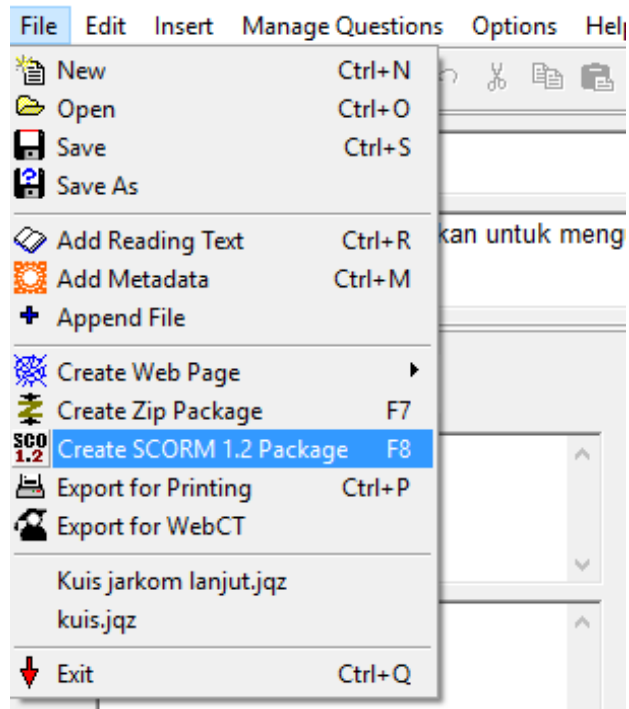 File Edit Insert Manage Questions Options Help
New Ctrl+N
Open Ctrl+O
Save Ctrl+S
Save As
kan untuk meng
Add Reading Text Ctrl+R
Add Metadata Ctrl+M
Append File
Create Web Page
Create Zip Package F7
SCO 1.2 Create SCORM 1.2 Package F8
Export for Printing Ctrl+P
Export for WebCT
Kuis jarkom lanjut.jqz
kuis.jqz
Exit Ctrl+Q